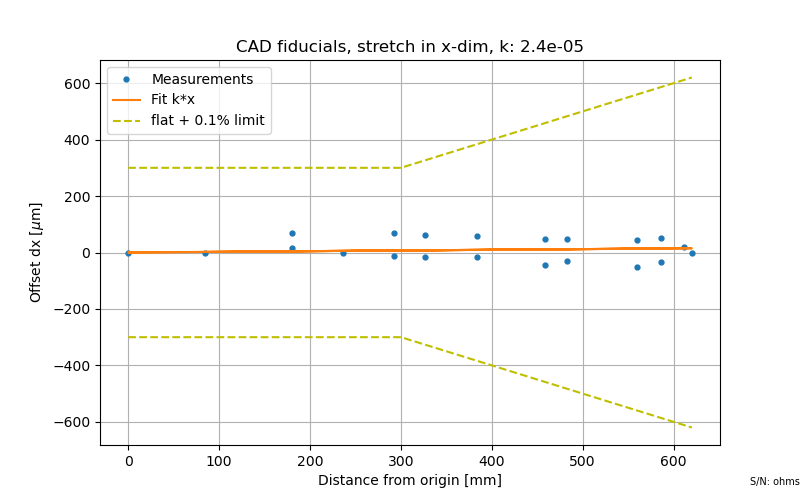 CAD fiducials, stretch in x-dim, k: 2.4e-05
Measurements
Fit k*x
flat + 0.1% limit
Offset dx [μm]
600
400
200
0
−200
−400
−600
0 100 200 300 400 500 600
Distance from origin [mm]
S/N: ohms